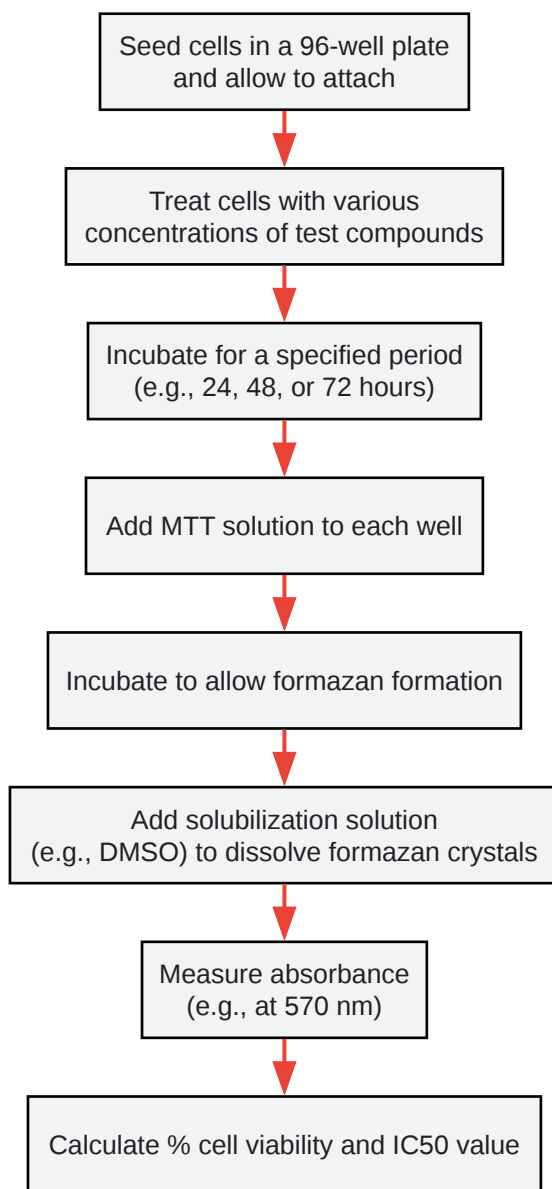 Seed cells in a 96-well plate
and allow to attach
Treat cells with various
concentrations of test compounds
Incubate for a specified period
(e.g., 24, 48, or 72 hours)
Add MTT solution to each well
Incubate to allow formazan formation
Add solubilization solution
(e.g., DMSO) to dissolve formazan crystals
Measure absorbance
(e.g., at 570 nm)
Calculate % cell viability and IC50 value